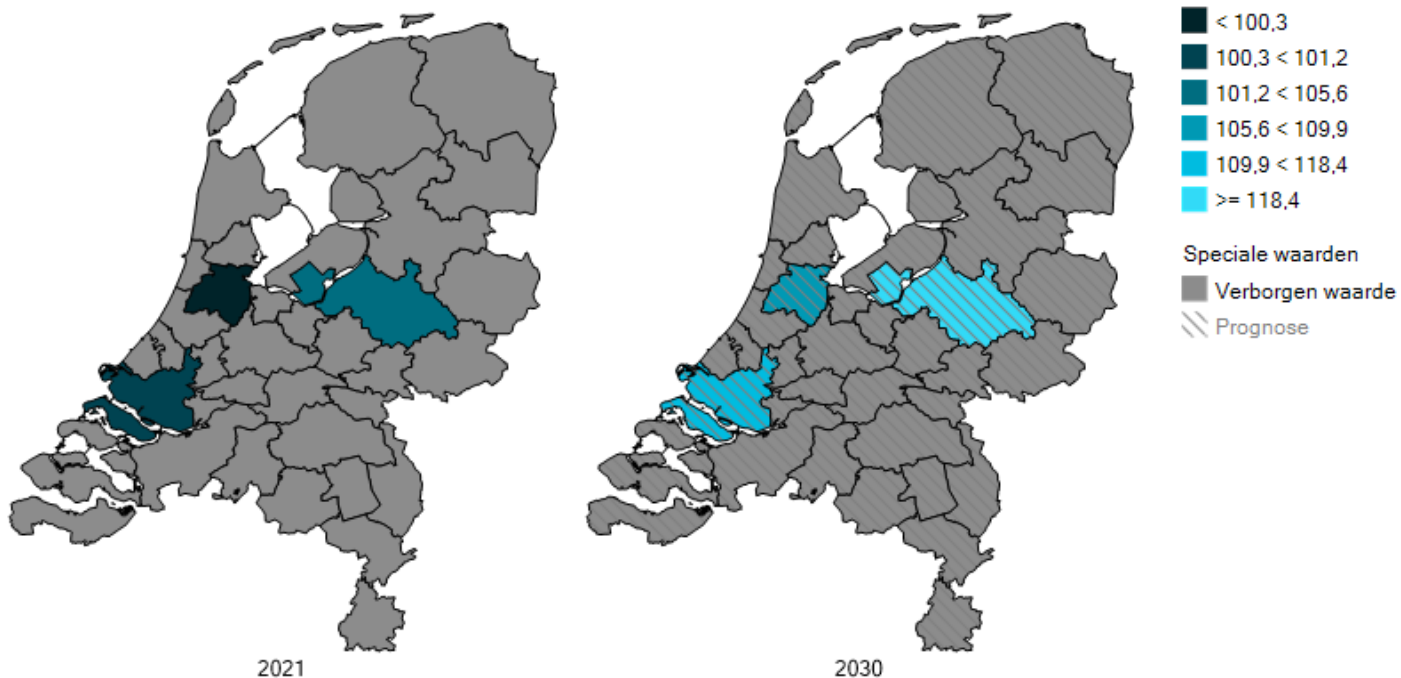 < 100,3
100,3 < 101,2
101,2 < 105,6
105,6 < 109,9
109,9 < 118,4
>= 118,4
Speciale waarden
Verborgen waarde
Prognose
2021
2030